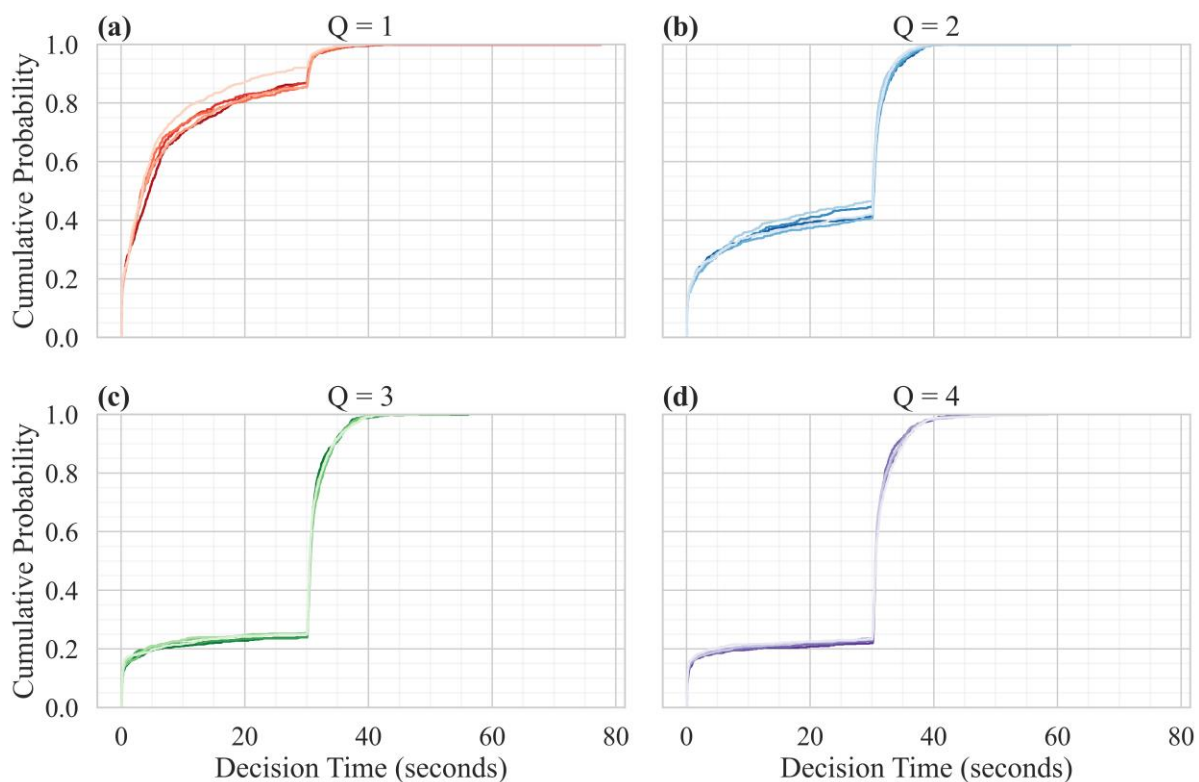 (a) Q = 1
(b) Q = 2
Cumulative Probability
1.0
0.8
0.6
0.4
0.2
0.0
(c) Q = 3
(d) Q = 4
Cumulative Probability
1.0
0.8
0.6
0.4
0.2
0.0
0 20 40 60 80
Decision Time (seconds)
0 20 40 60 80
Decision Time (seconds)